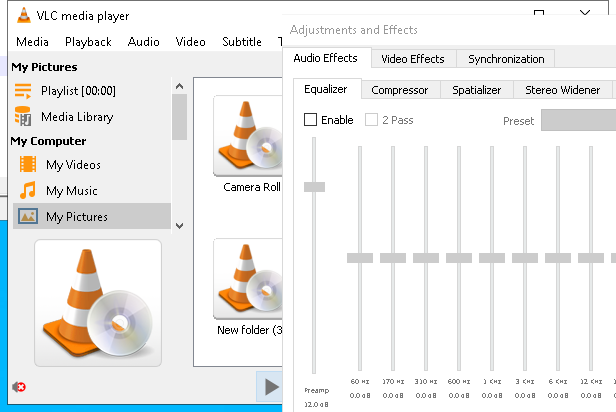 VLC media player
Media Playback Audio Video Subtitle
My Pictures
Playlist [00:00]
Media Library
My Computer
My Videos
My Music
My Pictures
Camera Roll
New folder (3
Adjustments and Effects
Audio Effects Video Effects Synchronization
Equalizer Compressor Spatializer Stereo Widener
Enable 2 Pass Preset
60 Hz 170 Hz 310 Hz 600 Hz 1 KHz 3 KHz 6 KHz 12 KHz
Preamp 0.0 dB 0.0 dB 0.0 dB 0.0 dB 0.0 dB 0.0 dB 0.0 dB 0.0 dB
12.0 dB